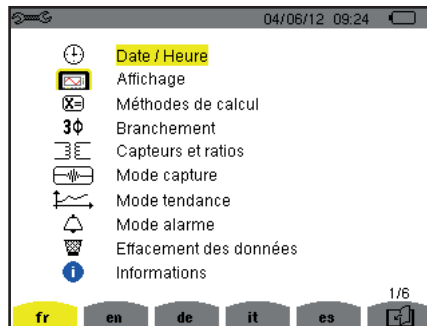 04/06/12 09:24
Date / Heure
Affichage
X= Méthodes de calcul
3Φ Branchement
Capteurs et ratios
Mode capture
Mode tendance
Mode alarme
Effacement des données
i Informations
1/6
fr en de it es